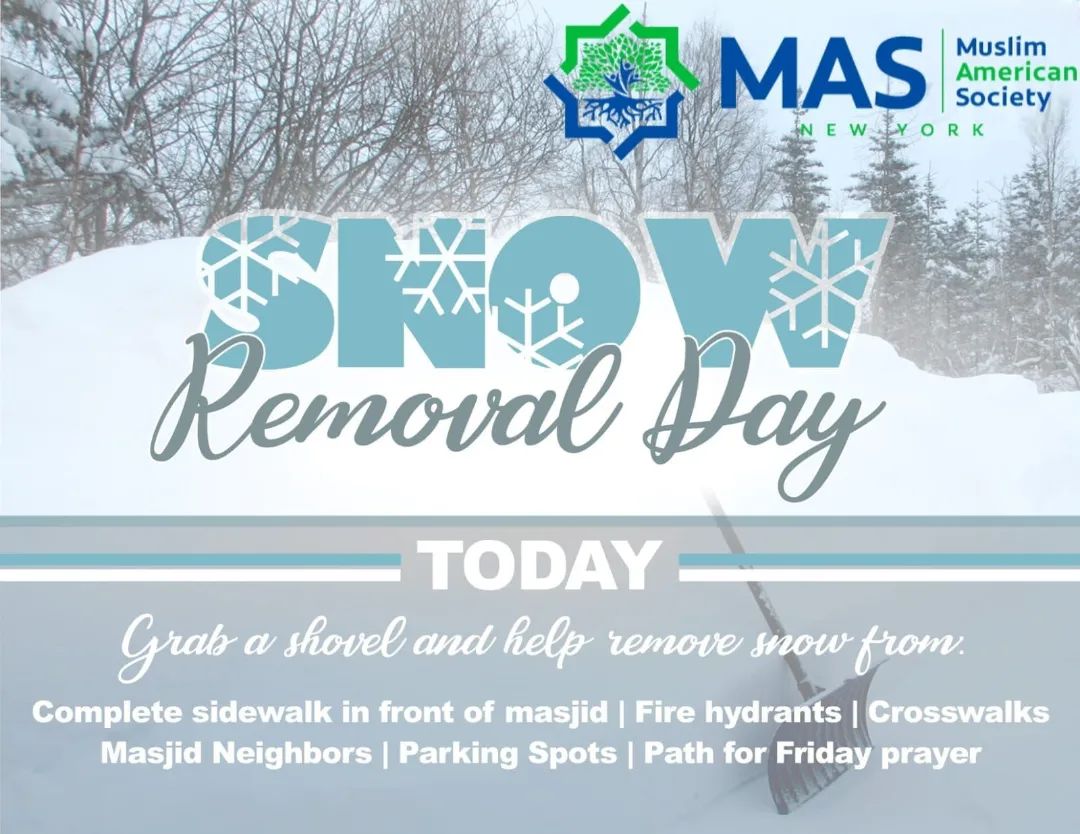 MAS
Muslim
American
Society
NEW YORK
SNOW
Removal Day
TODAY
Grab a shovel and help remove snow from:
Complete sidewalk in front of masjid | Fire hydrants | Crosswalks
Masjid Neighbors | Parking Spots | Path for Friday prayer